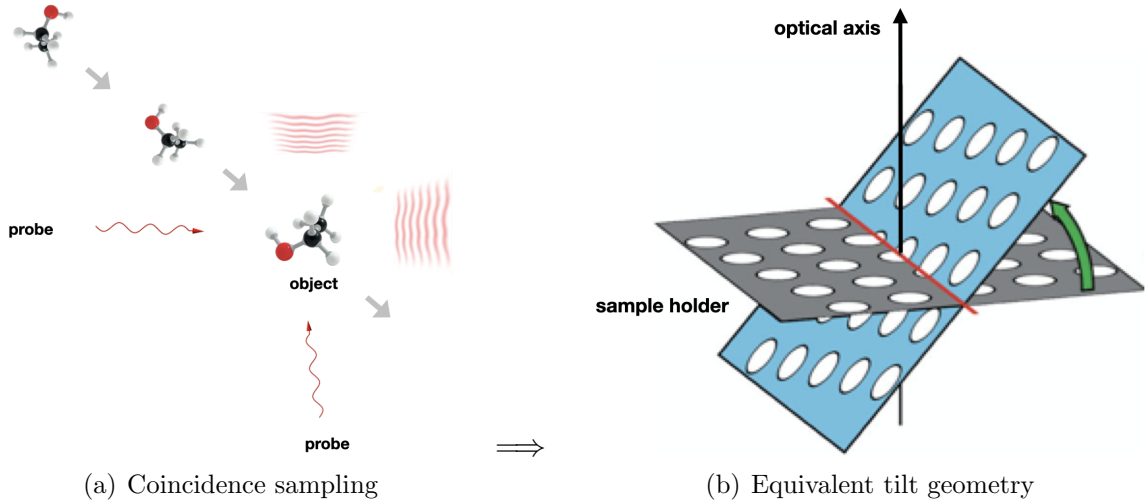 probe
object
probe
optical axis
sample holder
⟹
(a) Coincidence sampling
(b) Equivalent tilt geometry